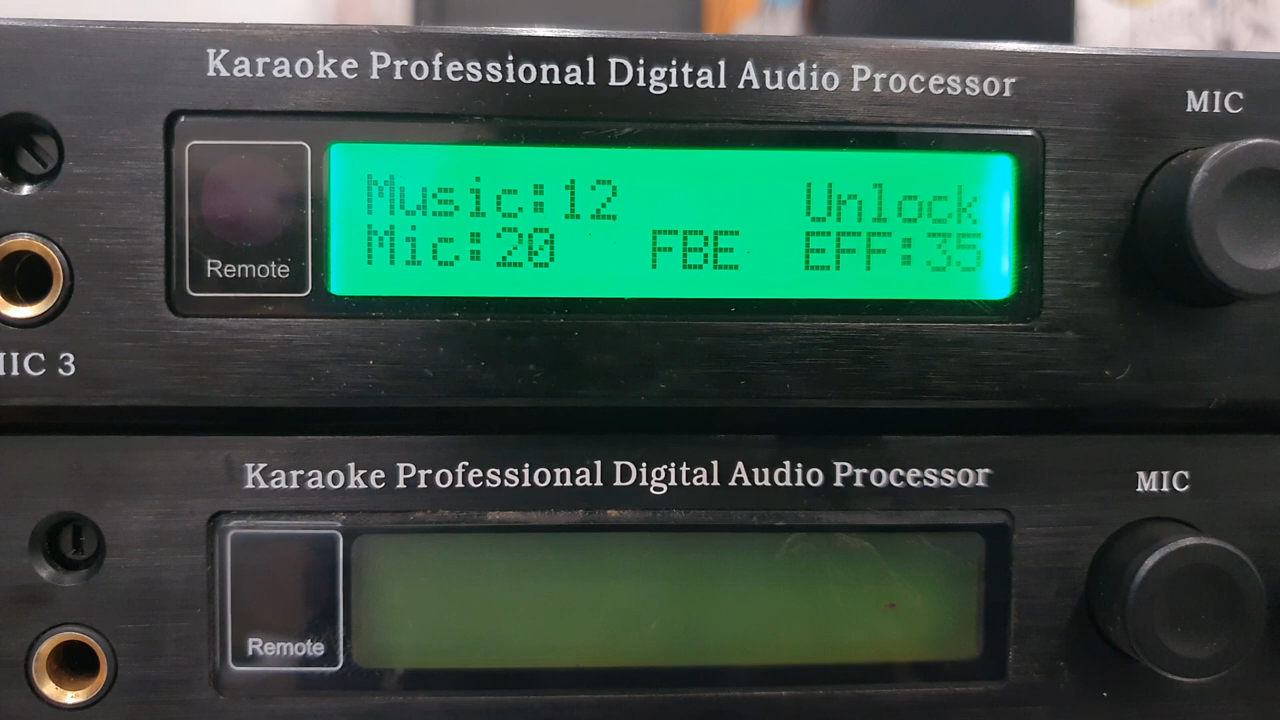 Karaoke Professional Digital Audio Processor
MIC
Remote
Music:12 Unlock
Mic:20 FBE EFF:35
MIC 3
Karaoke Professional Digital Audio Processor
MIC
Remote